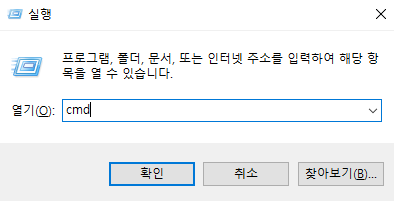 실행
프로그램, 폴더, 문서, 또는 인터넷 주소를 입력하여 해당 항
목을 열 수 있습니다.
열기(O): cmd
확인 취소 찾아보기(B)...